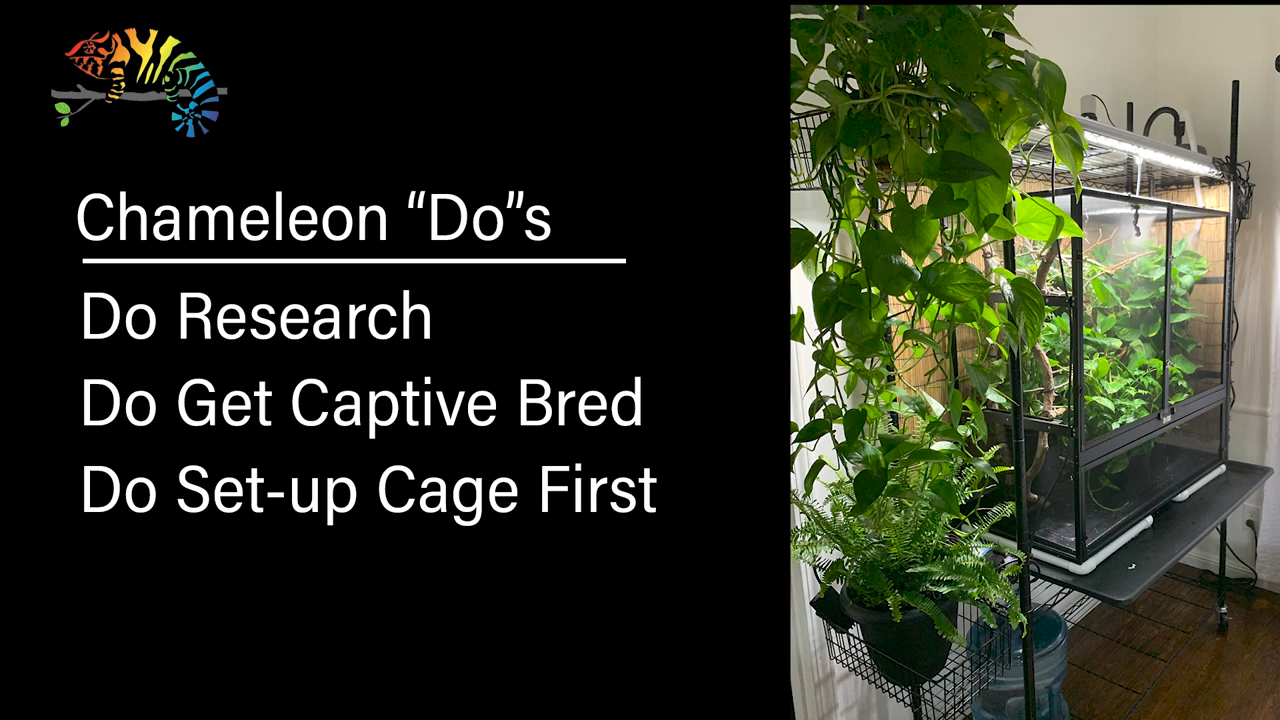 Chameleon “Do”s
Do Research
Do Get Captive Bred
Do Set-up Cage First